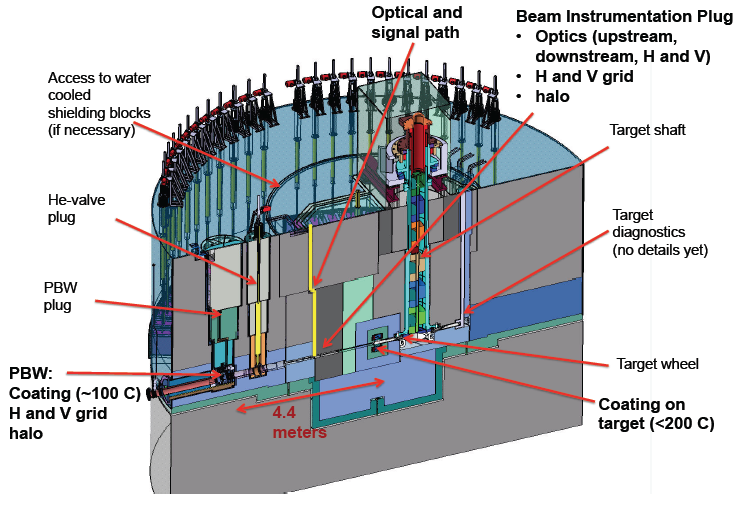 Optical and
signal path
Beam Instrumentation Plug
• Optics (upstream,
downstream, H and V)
• H and V grid
• halo
Access to water
cooled
shielding blocks
(if necessary)
Target shaft
He-valve
plug
Target
diagnostics
(no details yet)
PBW
plug
Target wheel
PBW:
Coating (~100 C)
H and V grid
halo
4.4
meters
Coating on
target (<200 C)